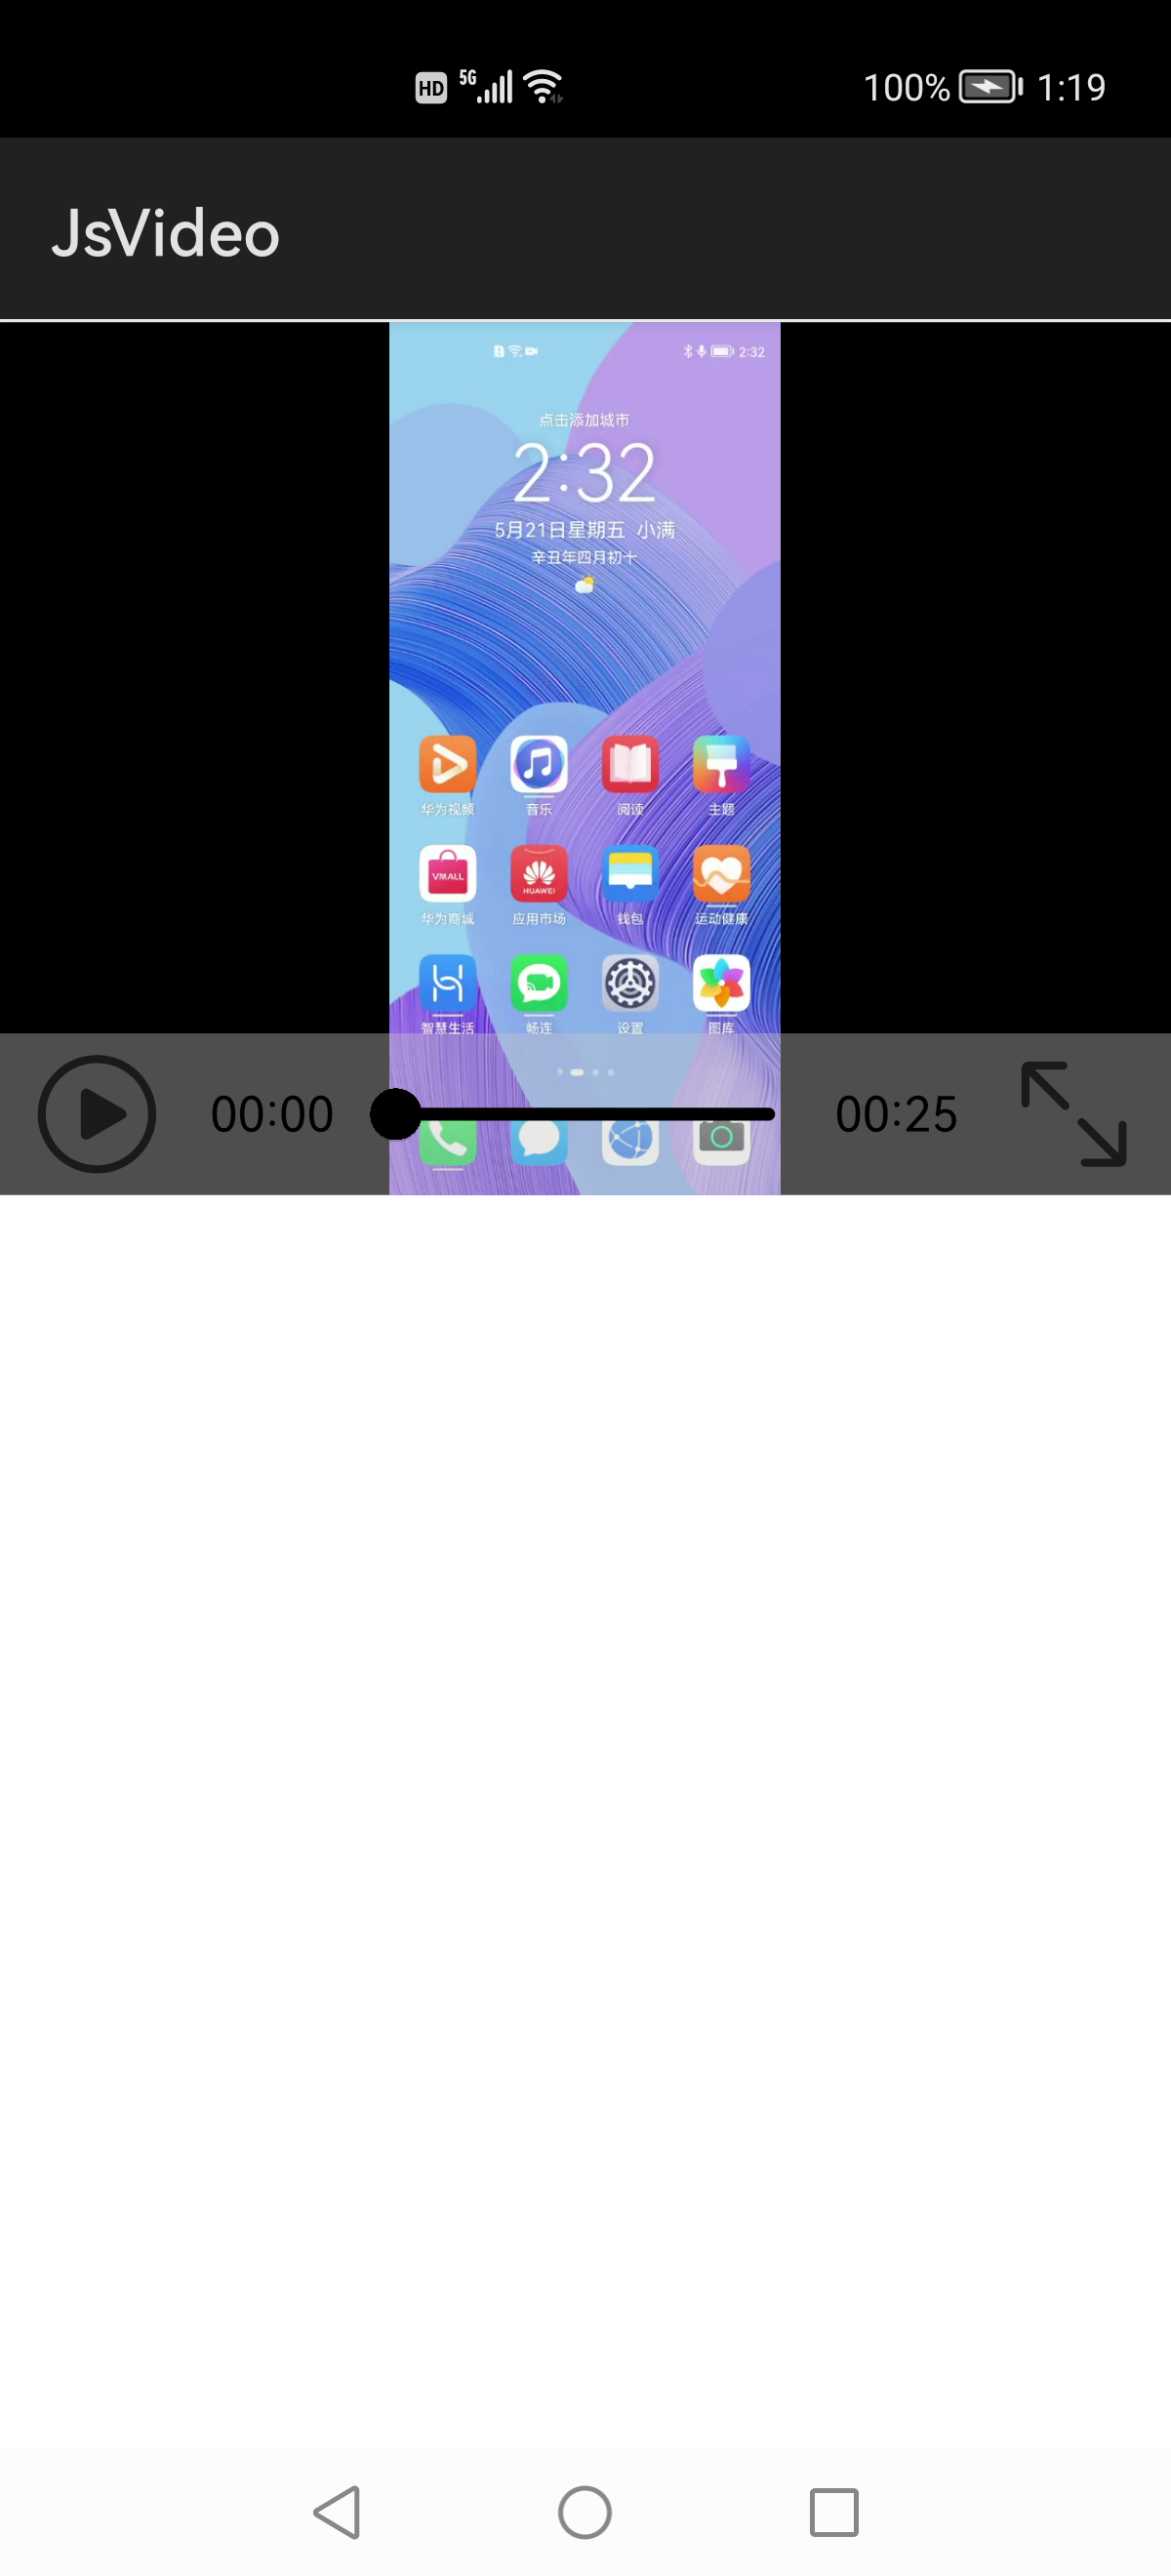 HD 5G 100% 1:19
JsVideo
2:32
点击添加城市
2:32
5月21日星期五 小满
辛丑年四月初十
华为视频 音乐 阅读 主题
VMALL HUAWEI
华为商城 应用市场 钱包 运动健康
智慧生活 畅连 设置 图库
00:00 00:25